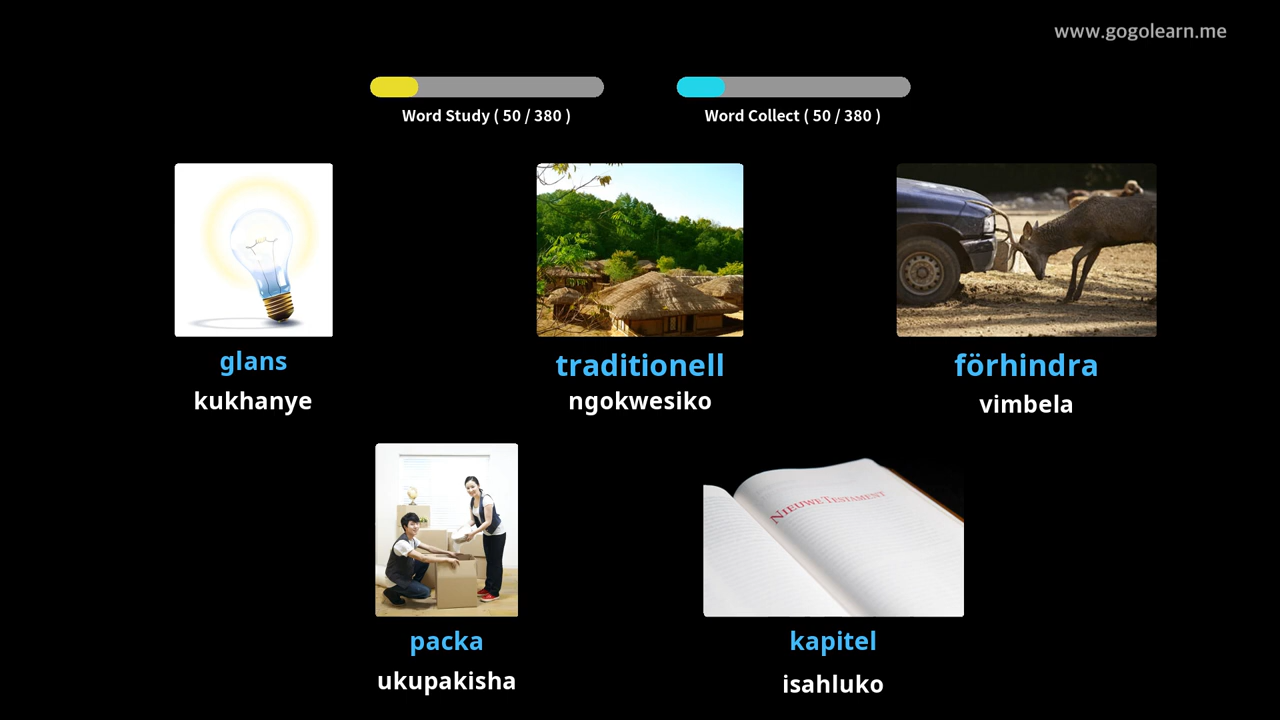 www.gogolearn.me
Word Study ( 50 / 380 )
Word Collect ( 50 / 380 )
glans
kukhanye
traditionell
ngokwesiko
förhindra
vimbela
NIEUWE TESTAMENT
packa
ukupakisha
kapitel
isahluko